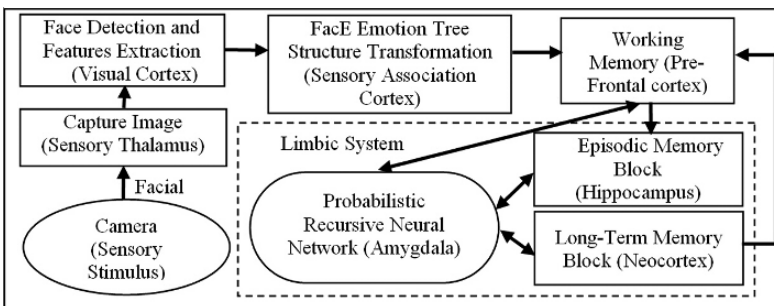 Face Detection and
Features Extraction
(Visual Cortex)
FacE Emotion Tree
Structure Transformation
(Sensory Association
Cortex)
Working
Memory (Pre-
Frontal cortex)
Capture Image
(Sensory Thalamus)
Facial
Camera
(Sensory
Stimulus)
Limbic System
Probabilistic
Recursive Neural
Network (Amygdala)
Episodic Memory
Block
(Hippocampus)
Long-Term Memory
Block (Neocortex)